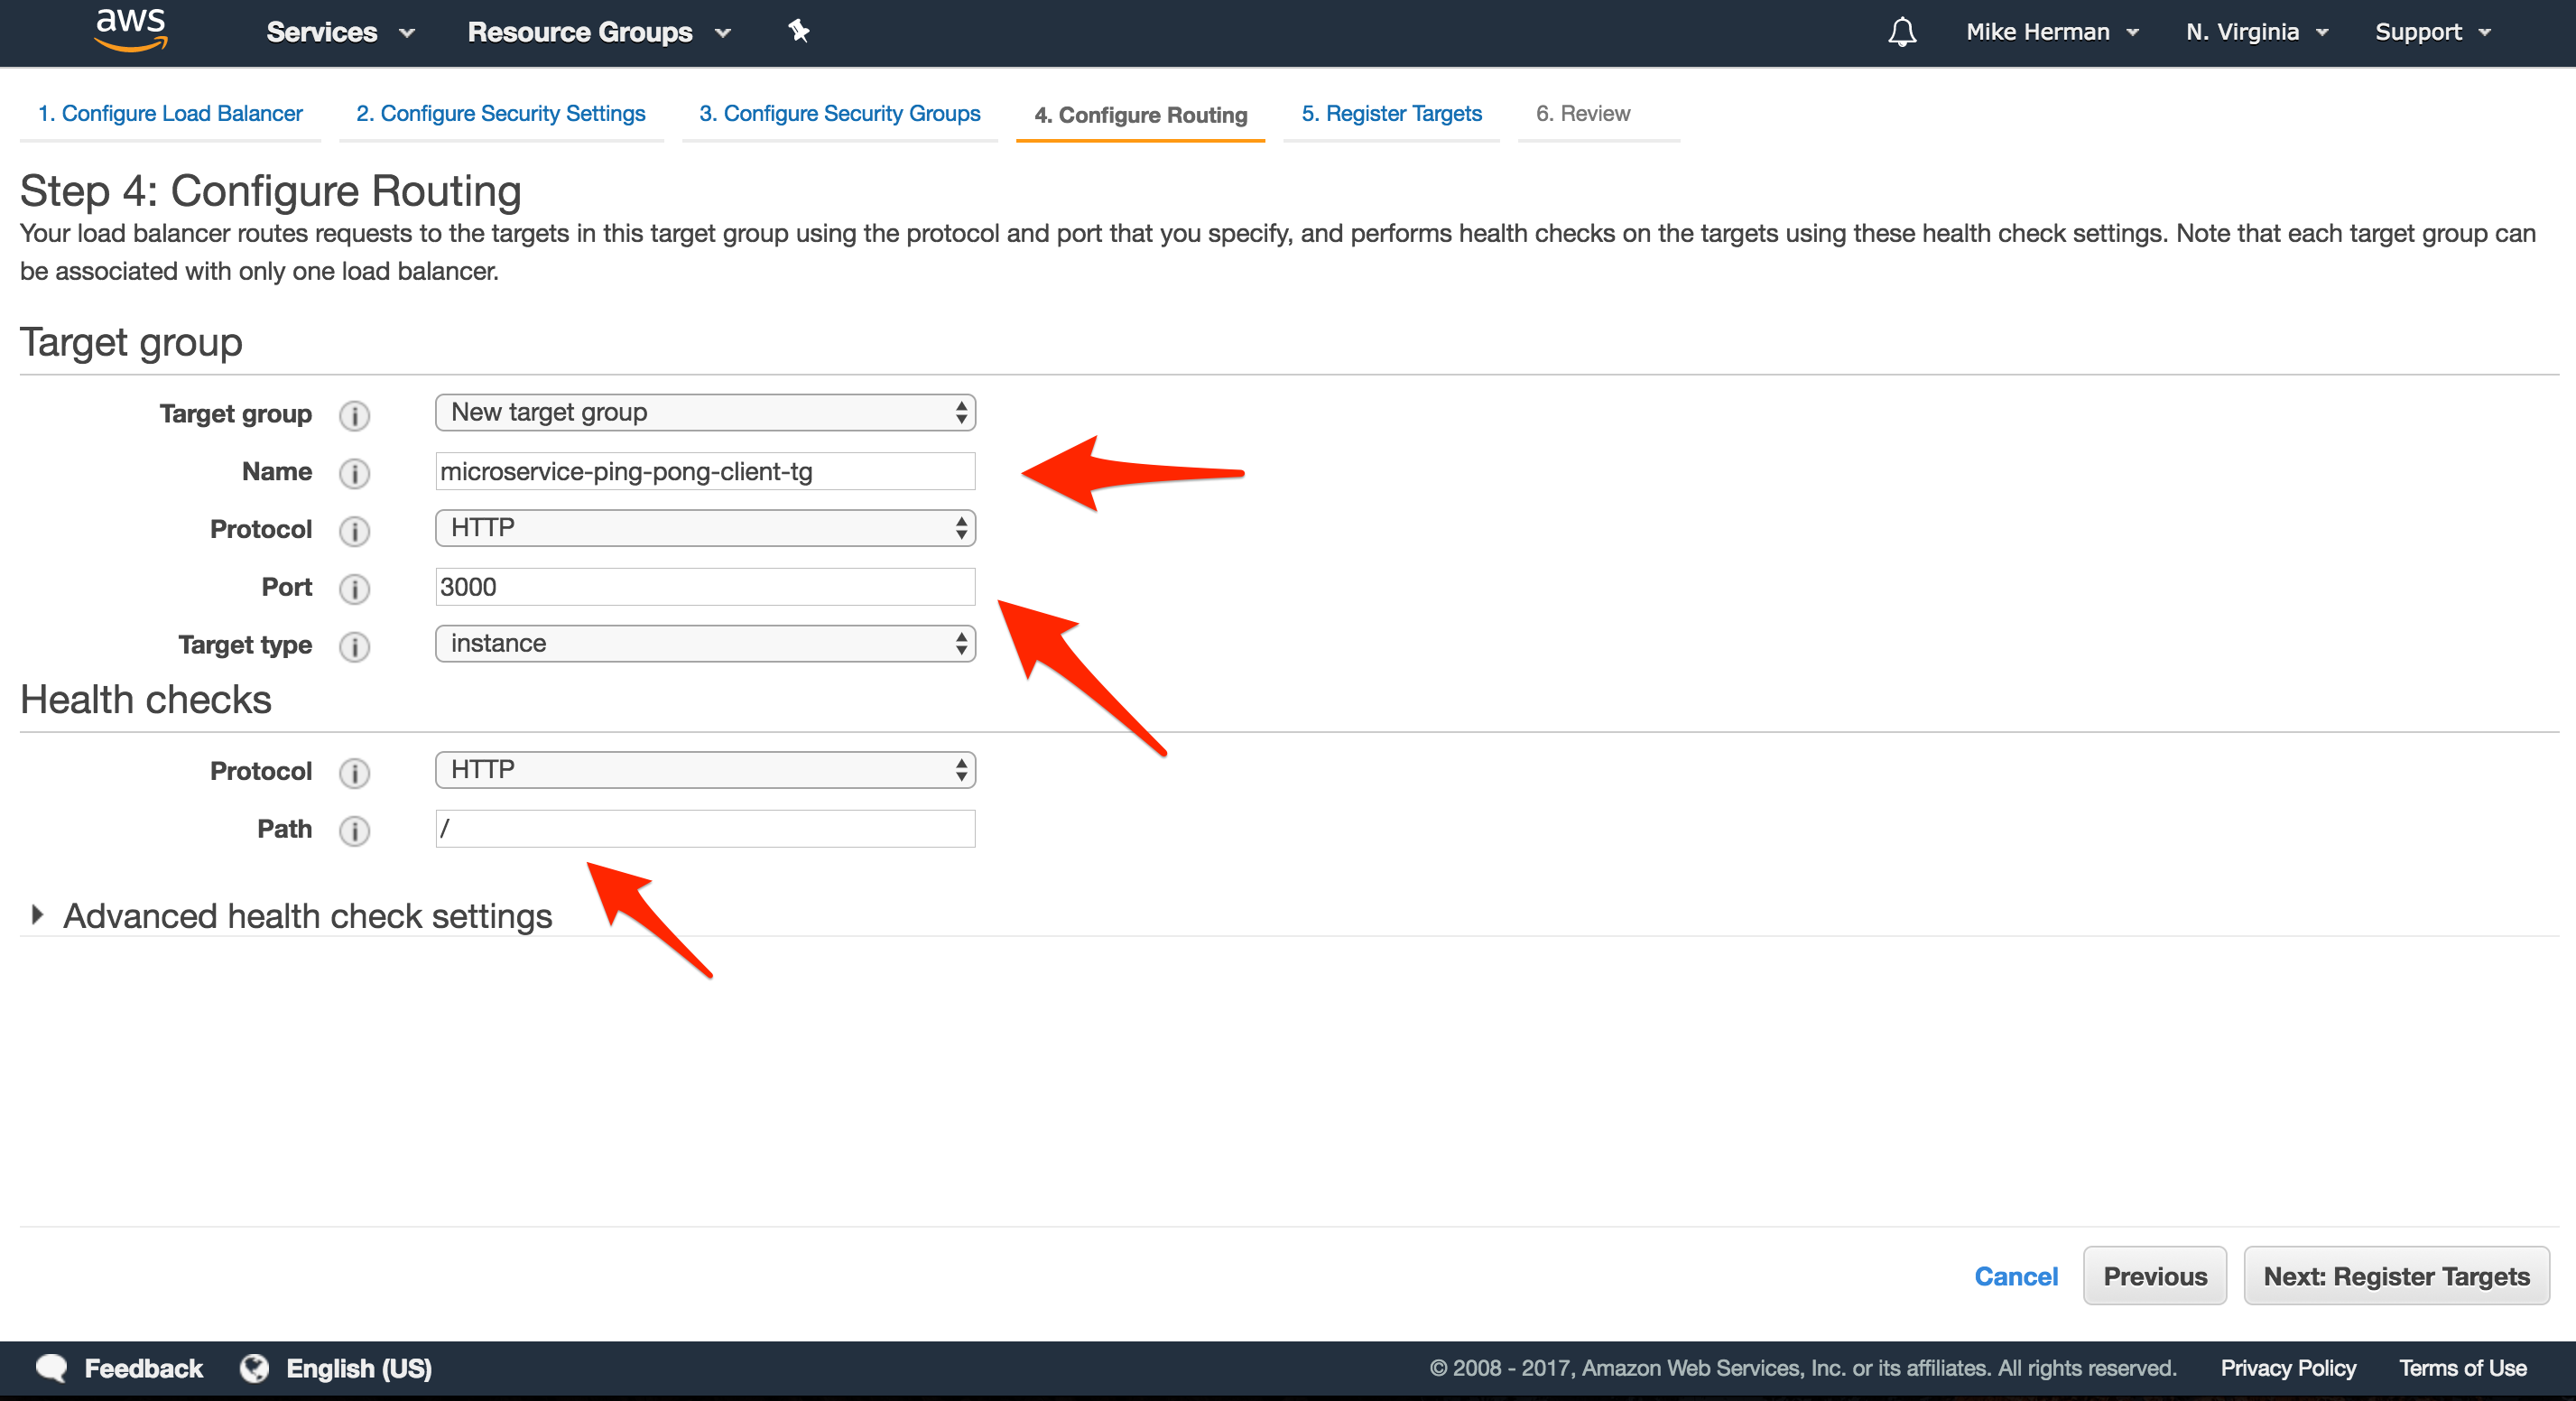 aws Services Resource Groups Mike Herman N. Virginia Support
1. Configure Load Balancer 2. Configure Security Settings 3. Configure Security Groups 4. Configure Routing 5. Register Targets 6. Review
Step 4: Configure Routing
Your load balancer routes requests to the targets in this target group using the protocol and port that you specify, and performs health checks on the targets using these health check settings. Note that each target group can
be associated with only one load balancer.
Target group
Target group i New target group
Name i microservice-ping-pong-client-tg
Protocol i HTTP
Port i 3000
Target type i instance
Health checks
Protocol i HTTP
Path i /
Advanced health check settings
Cancel Previous Next: Register Targets
Feedback English (US) © 2008 - 2017, Amazon Web Services, Inc. or its affiliates. All rights reserved. Privacy Policy Terms of Use